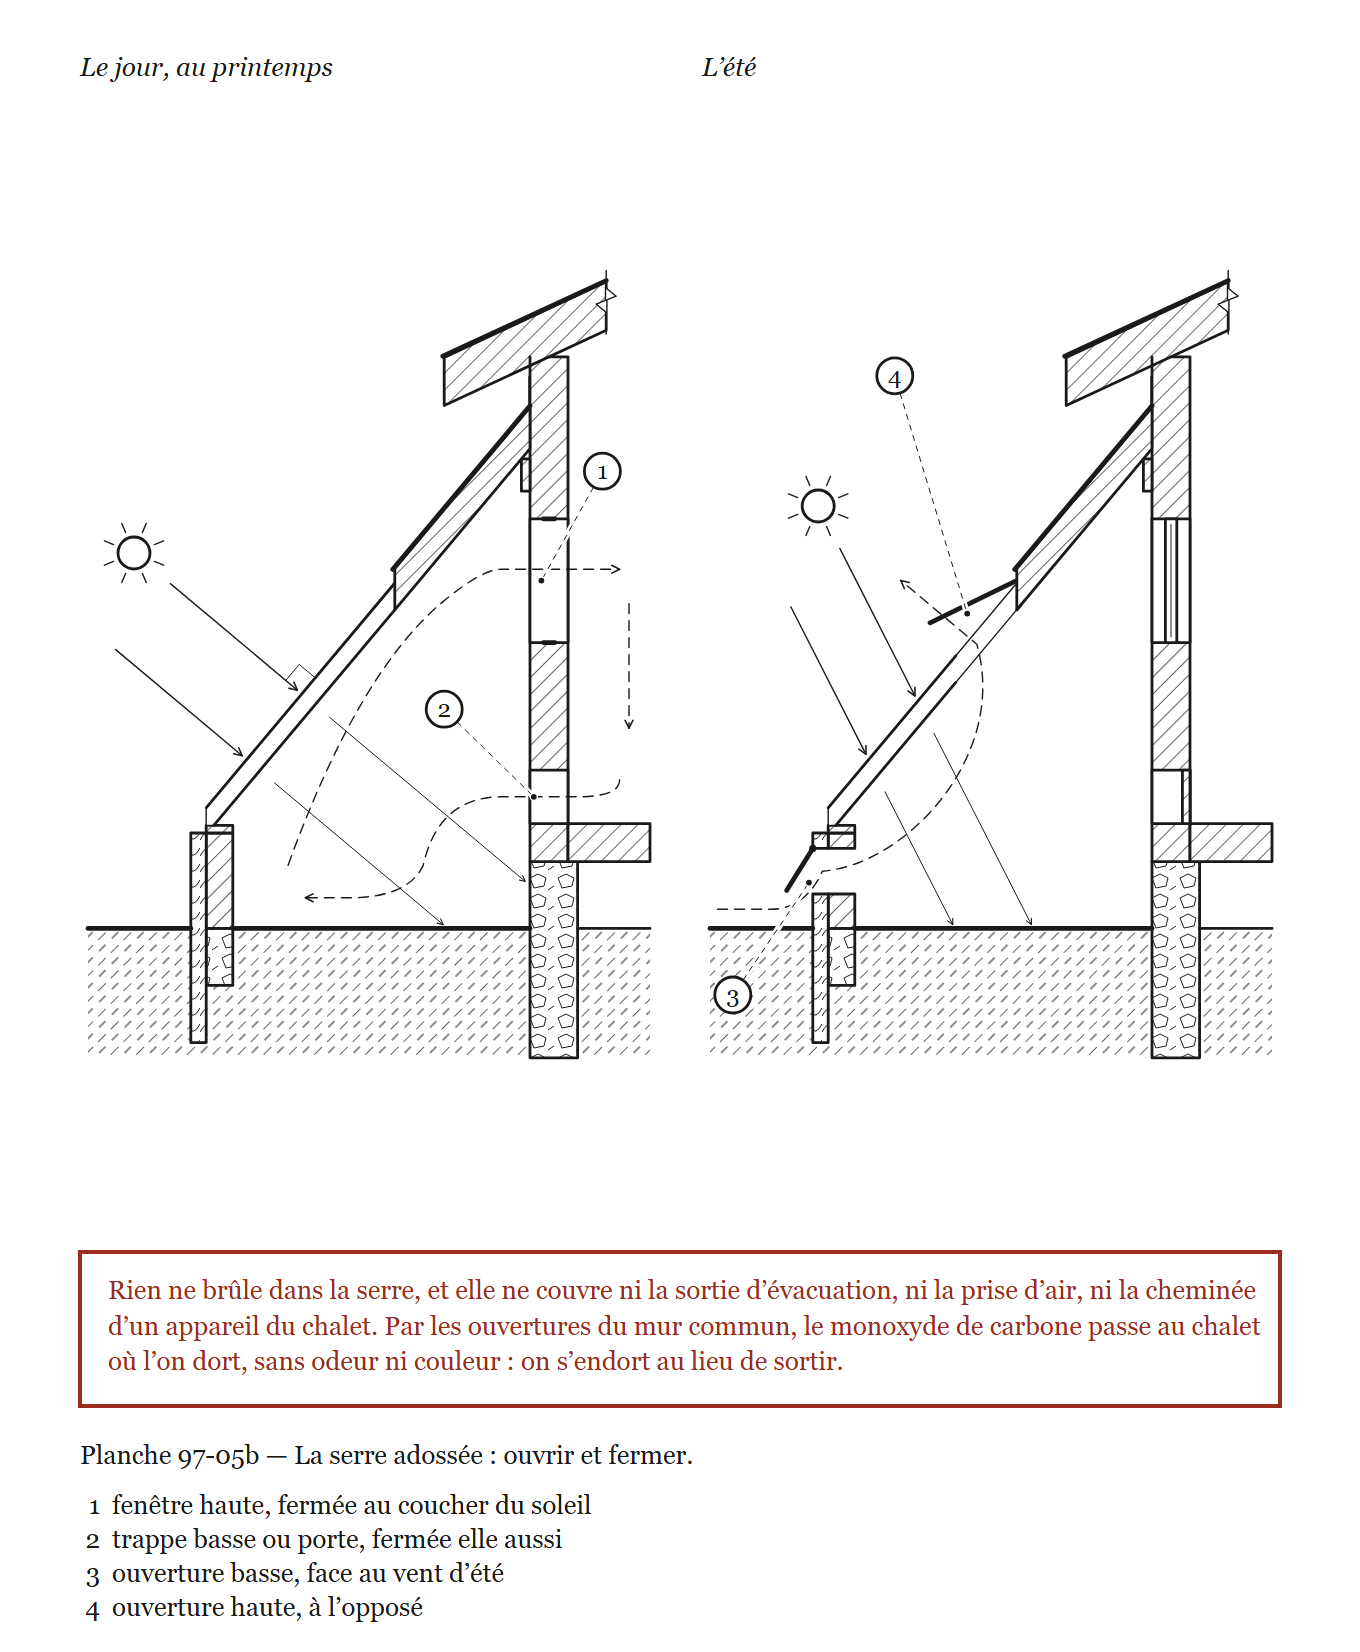 Le jour, au printemps
L’été
4
1
2
3
Rien ne brûle dans la serre, et elle ne couvre ni la sortie d’évacuation, ni la prise d’air, ni la cheminée
d’un appareil du chalet. Par les ouvertures du mur commun, le monoxyde de carbone passe au chalet
où l’on dort, sans odeur ni couleur : on s’endort au lieu de sortir.
Planche 97-05b — La serre adossée : ouvrir et fermer.
1 fenêtre haute, fermée au coucher du soleil
2 trappe basse ou porte, fermée elle aussi
3 ouverture basse, face au vent d’été
4 ouverture haute, à l’opposé